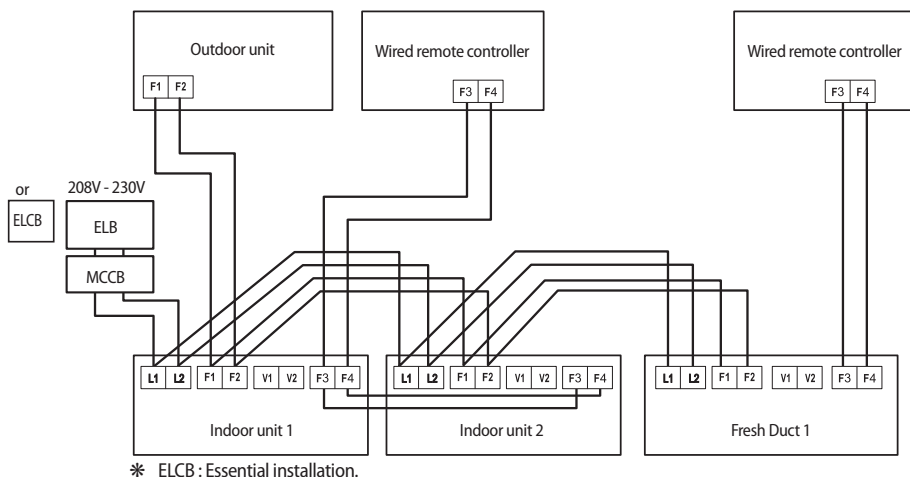 Outdoor unit
F1 F2
Wired remote controller
F3 F4
Wired remote controller
F3 F4
or
ELCB
208V - 230V
ELB
MCCB
L1 L2 F1 F2 V1 V2 F3 F4
Indoor unit 1
L1 L2 F1 F2 V1 V2 F3 F4
Indoor unit 2
L1 L2 F1 F2 V1 V2 F3 F4
Fresh Duct 1
✻ ELCB : Essential installation.